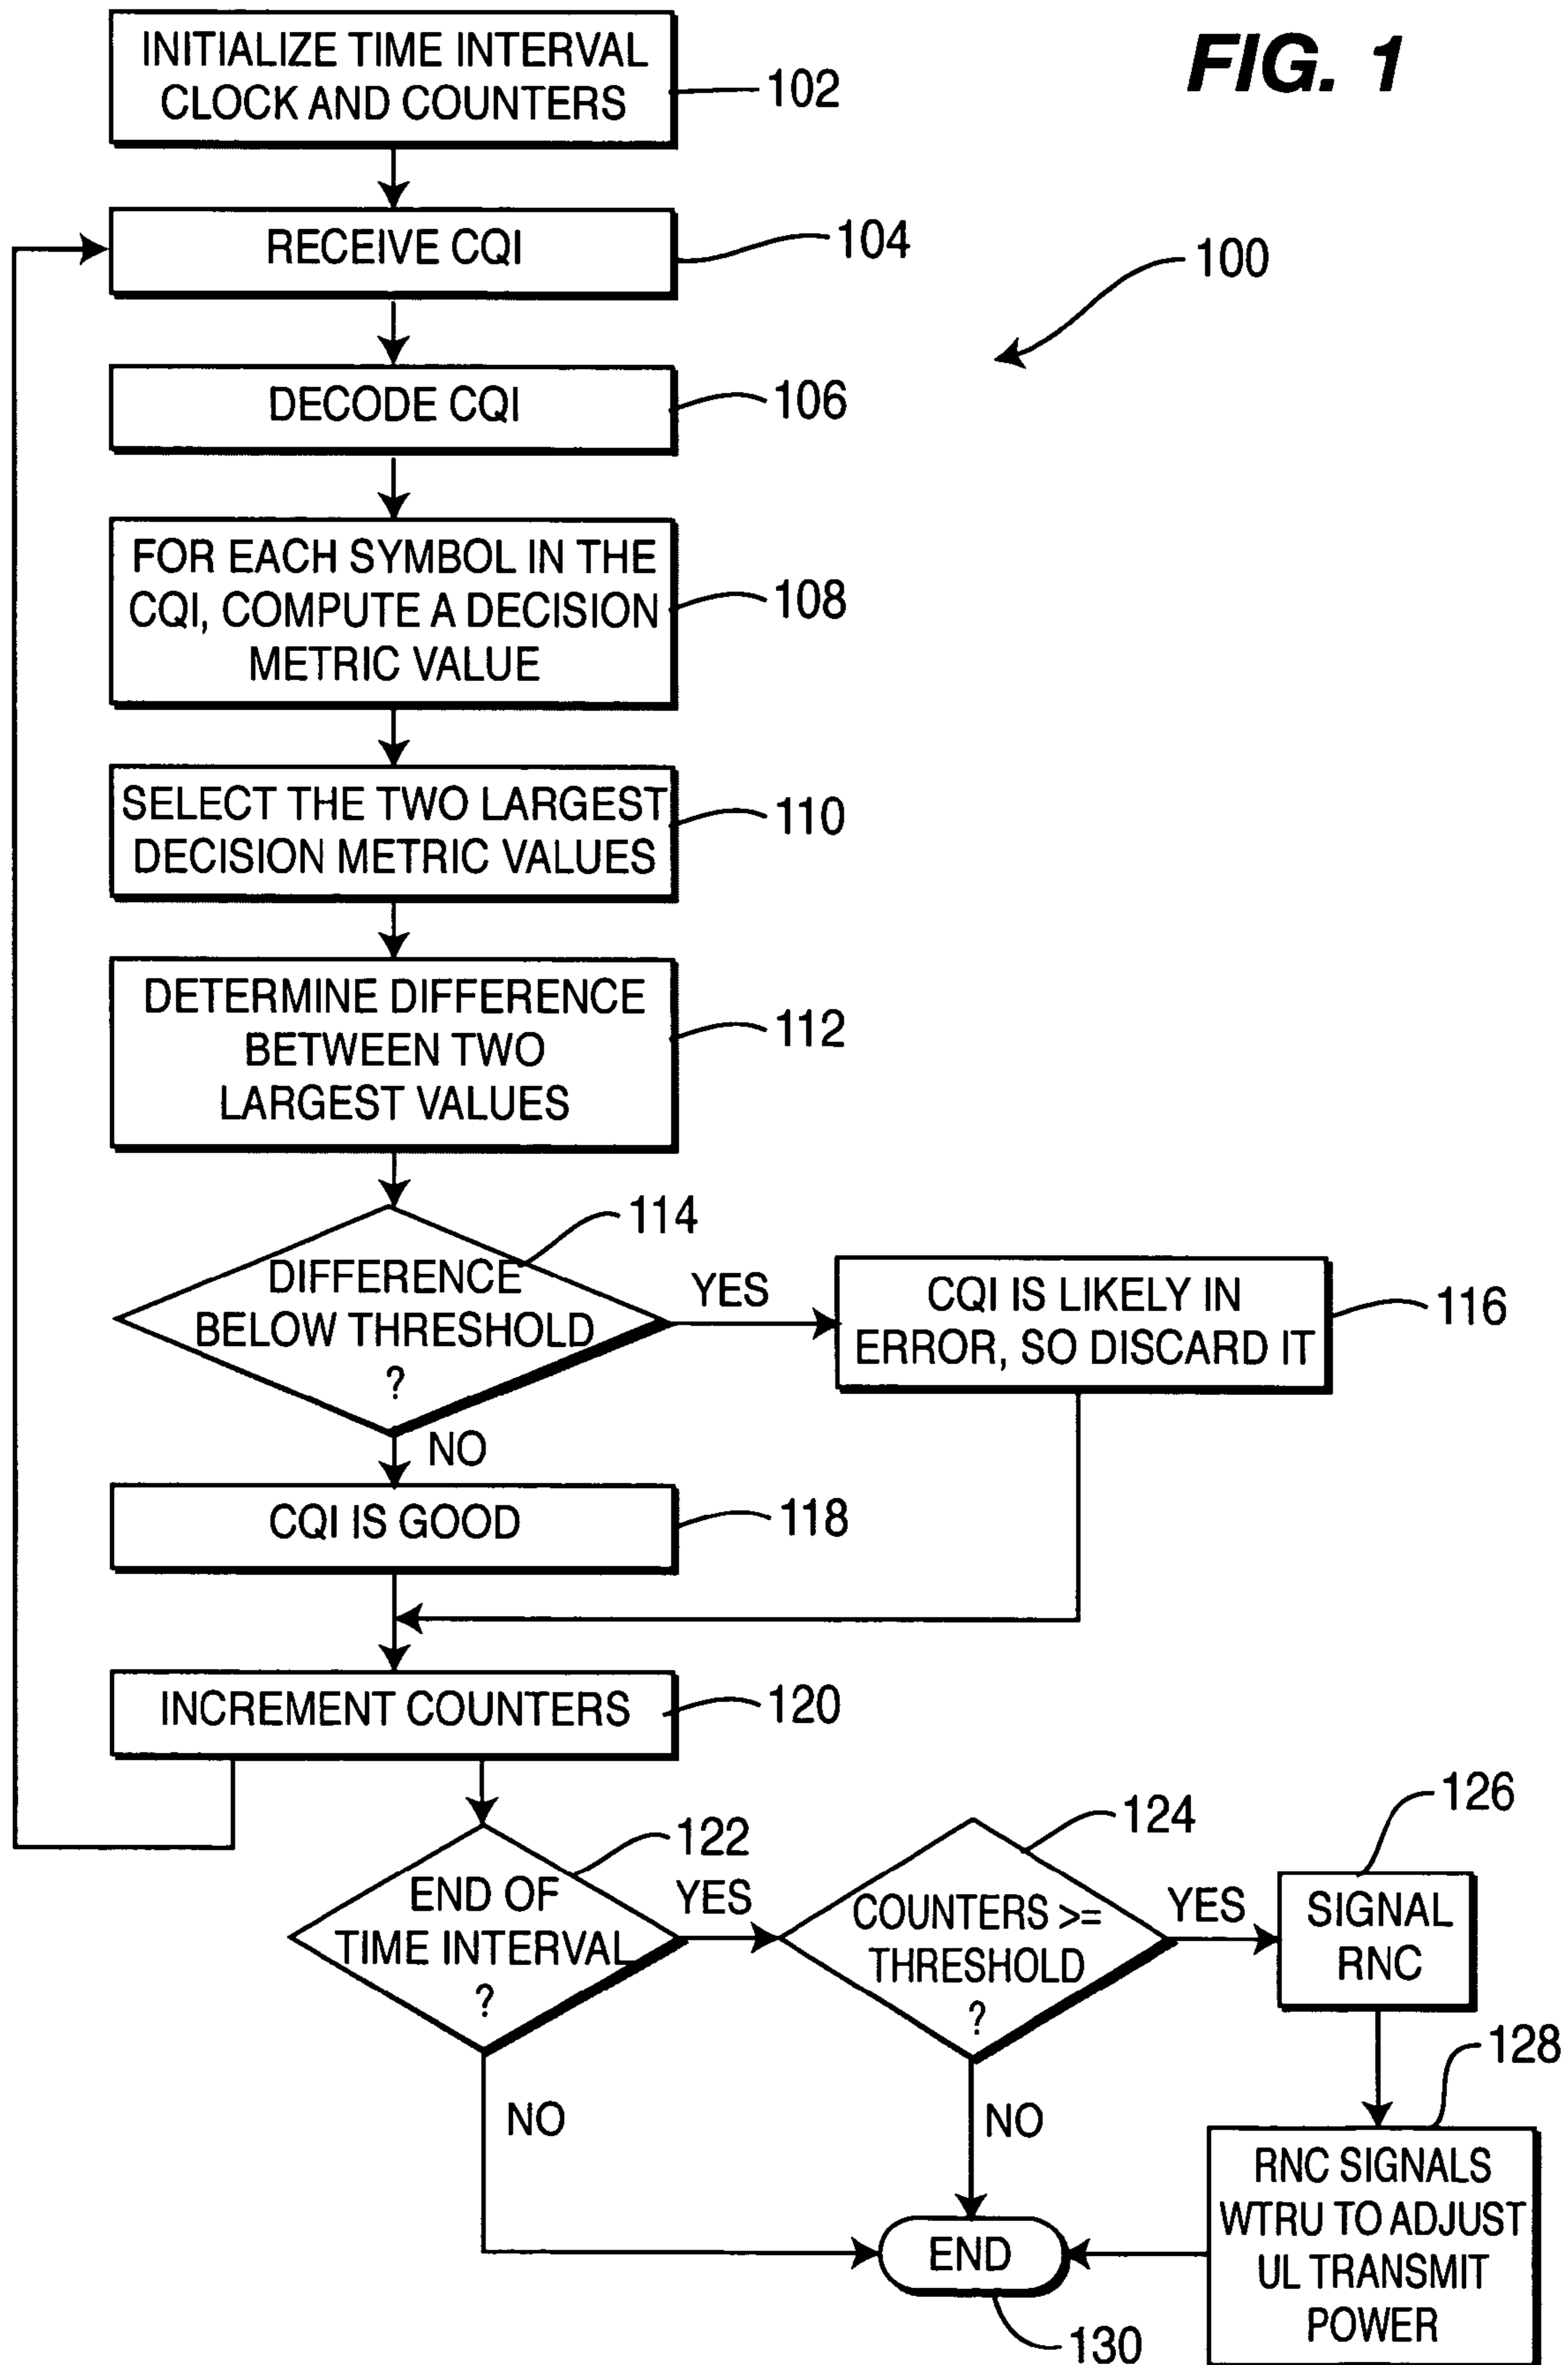 FIG. 1
INITIALIZE TIME INTERVAL
CLOCK AND COUNTERS
102
RECEIVE CQI
104
100
DECODE CQI
106
FOR EACH SYMBOL IN THE
CQI, COMPUTE A DECISION
METRIC VALUE
108
SELECT THE TWO LARGEST
DECISION METRIC VALUES
110
DETERMINE DIFFERENCE
BETWEEN TWO
LARGEST VALUES
112
114
DIFFERENCE
BELOW THRESHOLD
?
YES
CQI IS LIKELY IN
ERROR, SO DISCARD IT
116
NO
CQI IS GOOD
118
INCREMENT COUNTERS
120
122
END OF
TIME INTERVAL
?
YES
124
COUNTERS >=
THRESHOLD
?
YES
126
SIGNAL
RNC
NO
NO
128
RNC SIGNALS
WTRU TO ADJUST
UL TRANSMIT
POWER
END
130